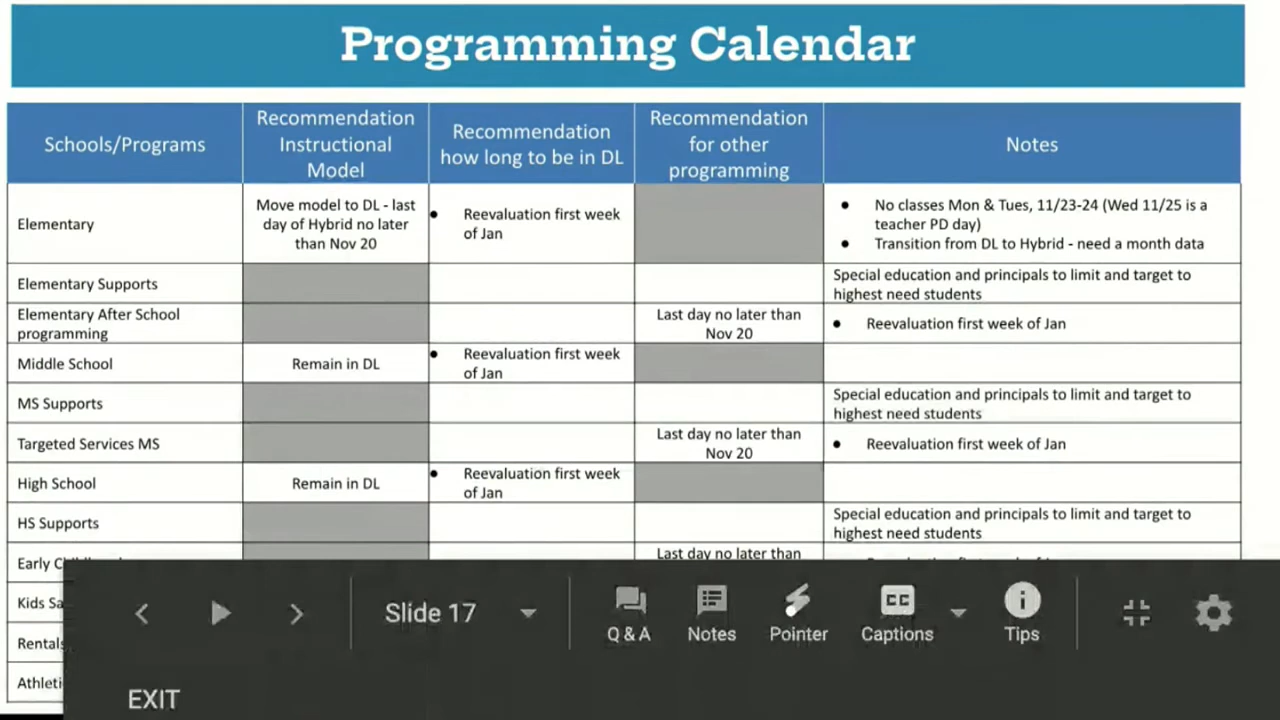 Programming Calendar
Schools/Programs
Recommendation
Instructional
Model
Recommendation
how long to be in DL
Recommendation
for other
programming
Notes
Elementary
Move model to DL - last
day of Hybrid no later
than Nov 20
● Reevaluation first week
of Jan
● No classes Mon & Tues, 11/23-24 (Wed 11/25 is a
teacher PD day)
● Transition from DL to Hybrid - need a month data
Elementary Supports
Special education and principals to limit and target to
highest need students
Elementary After School
programming
Last day no later than
Nov 20
● Reevaluation first week of Jan
Middle School
Remain in DL
● Reevaluation first week
of Jan
MS Supports
Special education and principals to limit and target to
highest need students
Targeted Services MS
Last day no later than
Nov 20
● Reevaluation first week of Jan
High School
Remain in DL
● Reevaluation first week
of Jan
HS Supports
Special education and principals to limit and target to
highest need students
Early
Last day no later than
Kids
Slide 17
Q & A
Notes
Pointer
CC
Captions
Tips
EXIT